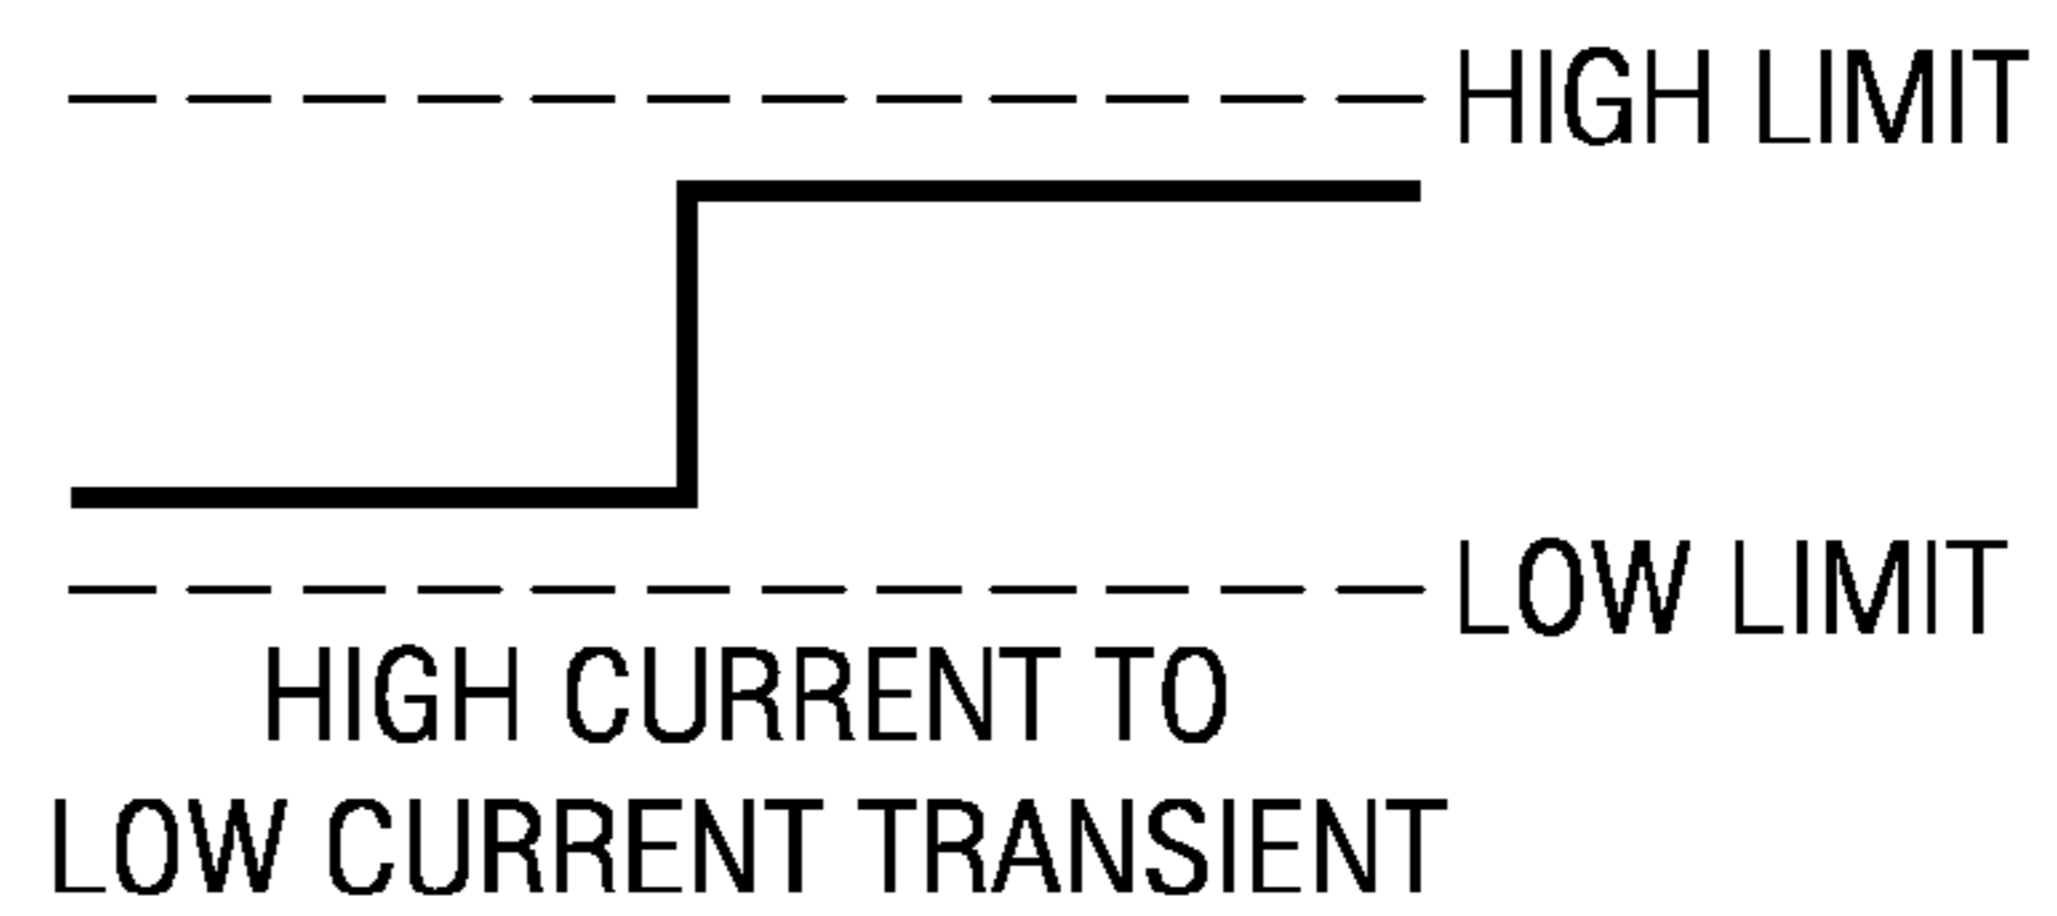 HIGH LIMIT
LOW LIMIT
HIGH CURRENT TO
LOW CURRENT TRANSIENT